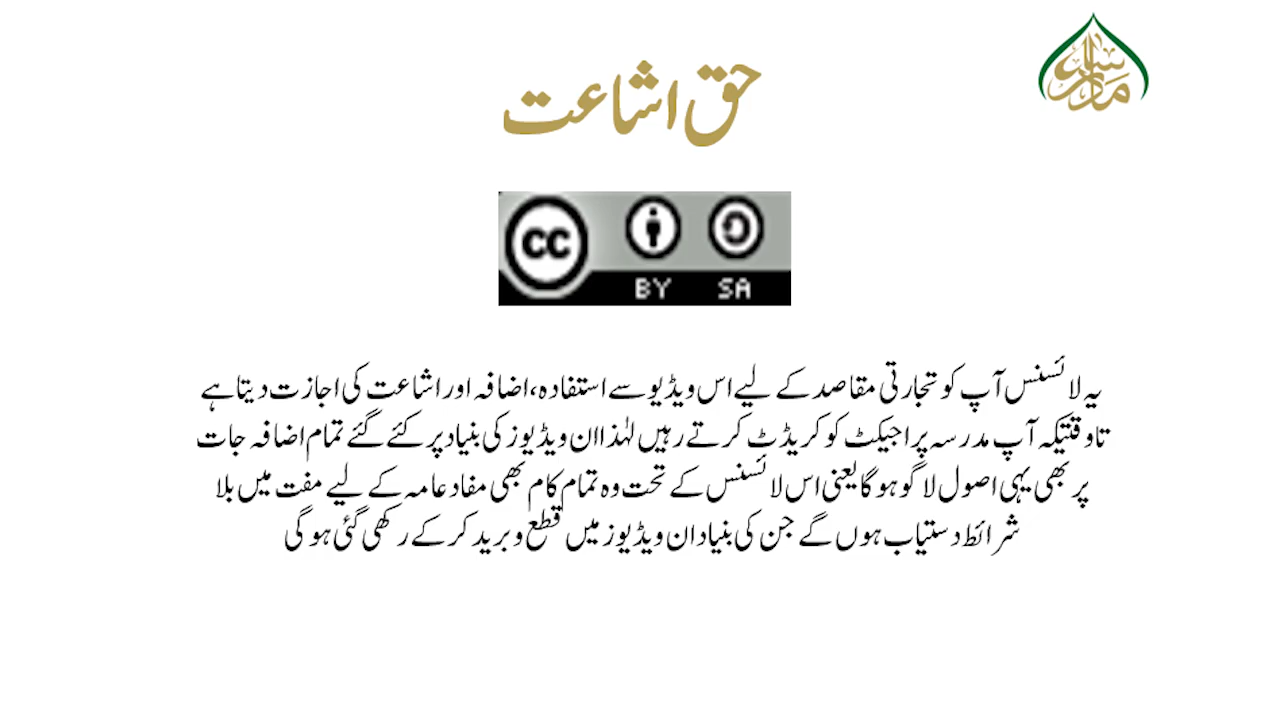 مدرسہ
حق اشاعت
CC BY SA
یہ لائسنس آپ کو تجارتی مقاصد کے لیے اس ویڈیو سے استفادہ، اضافہ اور اشاعت کی اجازت دیتا ہے
تاوقتیکہ آپ مدرسہ پراجیکٹ کو کریڈٹ کرتے رہیں لہٰذا ان ویڈیوز کی بنیاد پر کئے گئے تمام اضافہ جات
پر بھی یہی اصول لاگو ہوگا یعنی اس لائسنس کے تحت وہ تمام کام بھی مفاد عامہ کے لیے مفت میں بلا
شرائط دستیاب ہوں گے جن کی بنیاد ان ویڈیوز میں قطع و برید کر کے رکھی گئی ہوگی